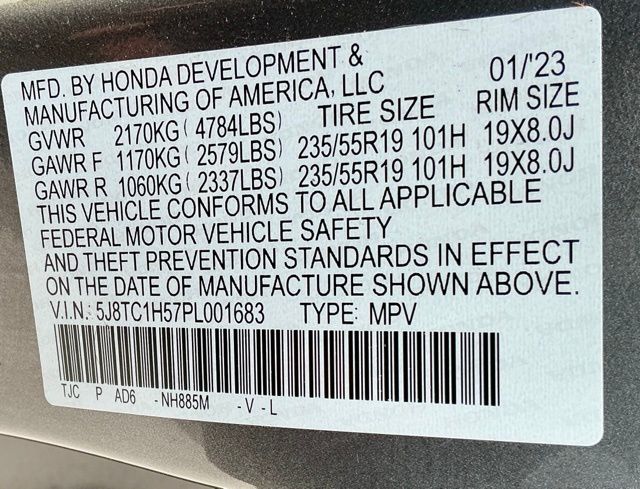 MFD. BY HONDA DEVELOPMENT &
MANUFACTURING OF AMERICA, LLC 01/'23
GVWR 2170KG ( 4784LBS) TIRE SIZE RIM SIZE
GAWR F 1170KG ( 2579LBS) 235/55R19 101H 19X8.0J
GAWR R 1060KG ( 2337LBS) 235/55R19 101H 19X8.0J
THIS VEHICLE CONFORMS TO ALL APPLICABLE
FEDERAL MOTOR VEHICLE SAFETY
AND THEFT PREVENTION STANDARDS IN EFFECT
ON THE DATE OF MANUFACTURE SHOWN ABOVE.
V.I.N.: 5J8TC1H57PL001683 TYPE: MPV
TJC P AD6 - NH885M - V - L